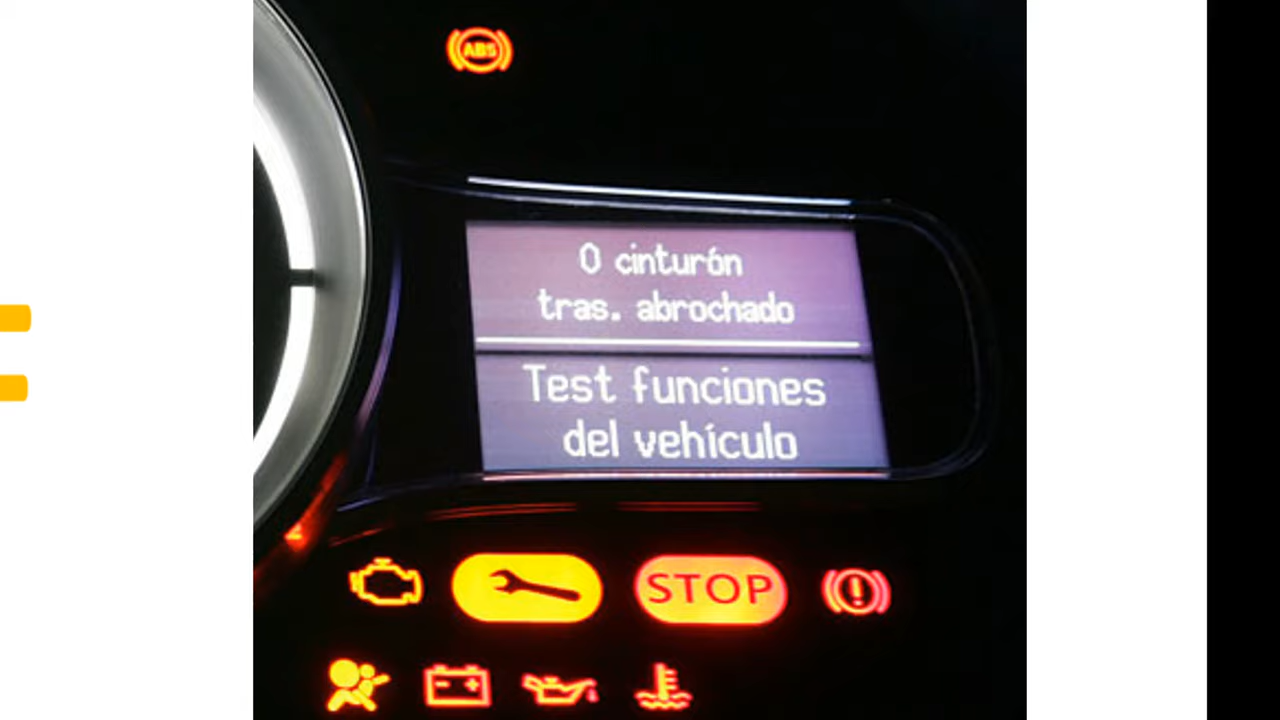 ABS
0 cinturón
tras. abrochado
Test funciones
del vehículo
STOP